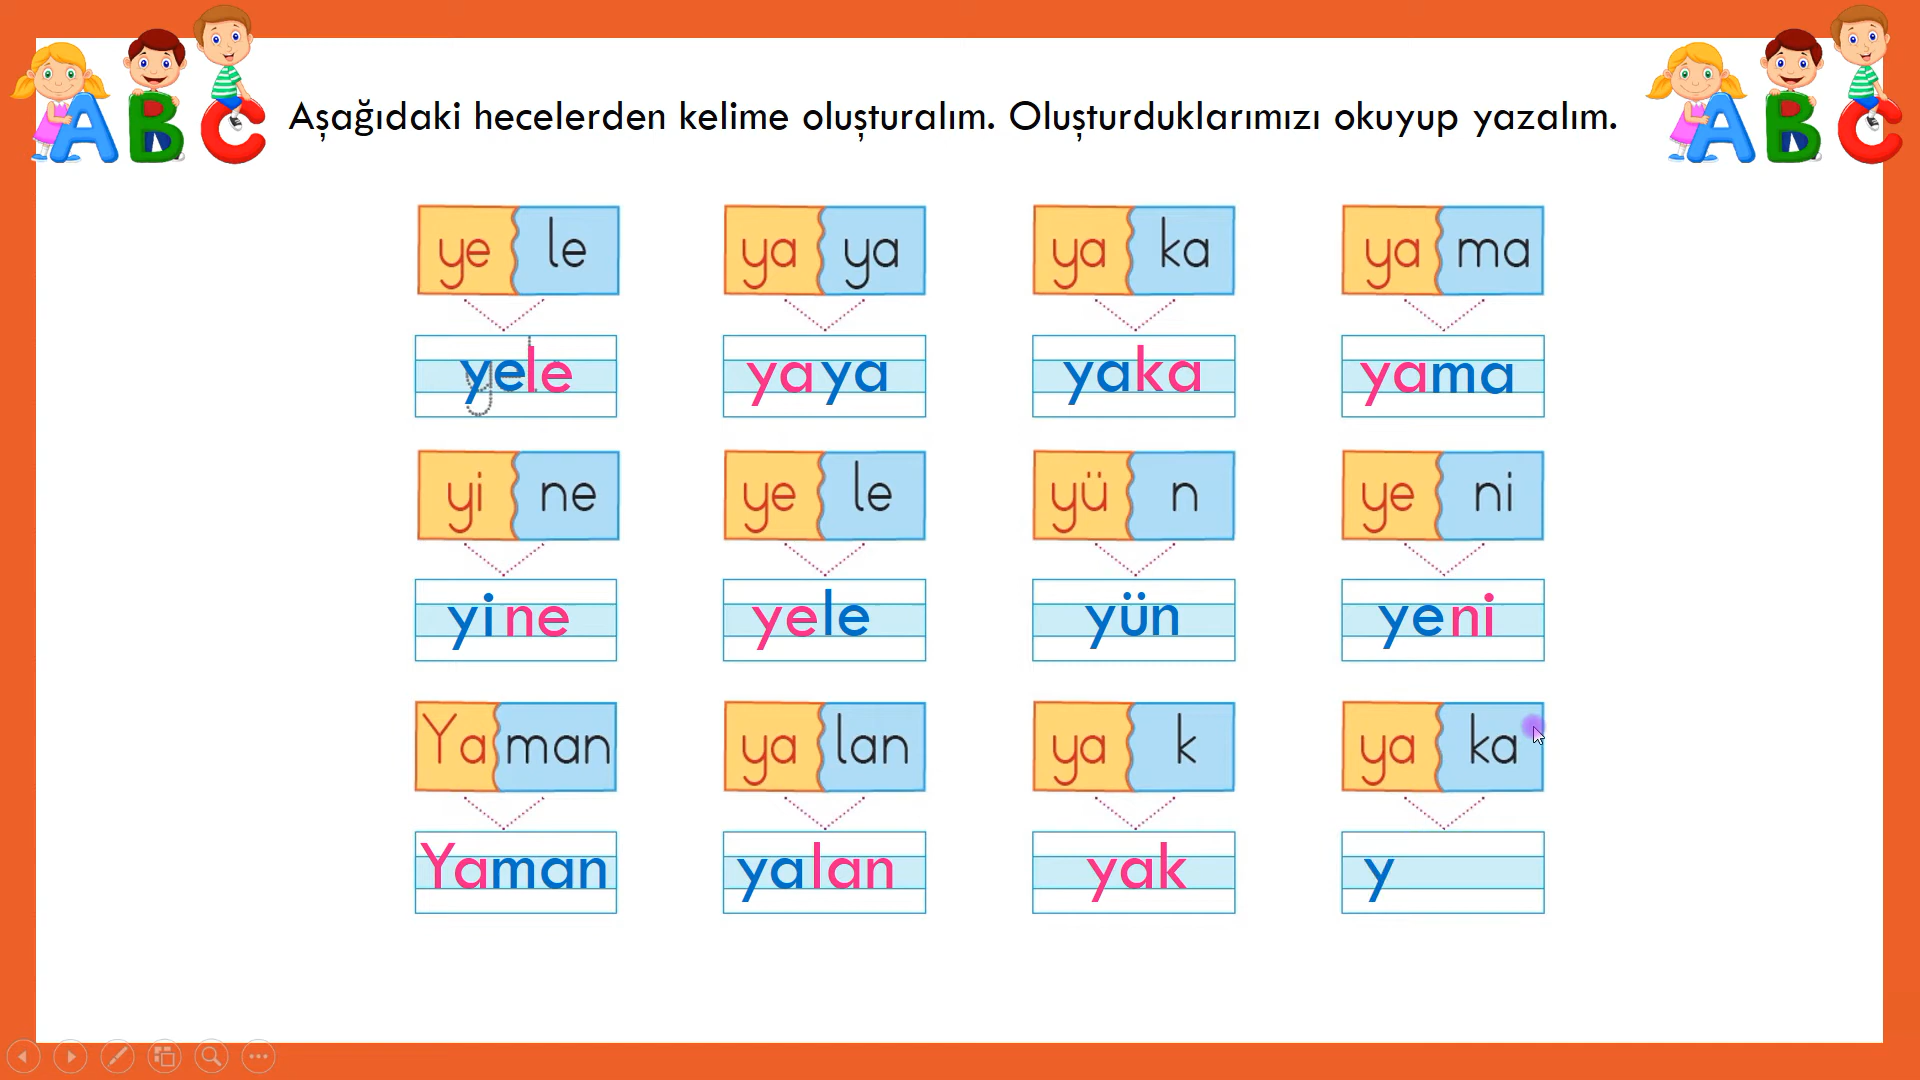 A B C
Aşağıdaki hecelerden kelime oluşturalım. Oluşturduklarımızı okuyup yazalım.
A B C
ye le ya ya ya ka ya ma
yele yaya yaka yama
yi ne ye le yü n ye ni
yine yele yün yeni
Ya man ya lan ya k ya ka
Yaman yalan yak y